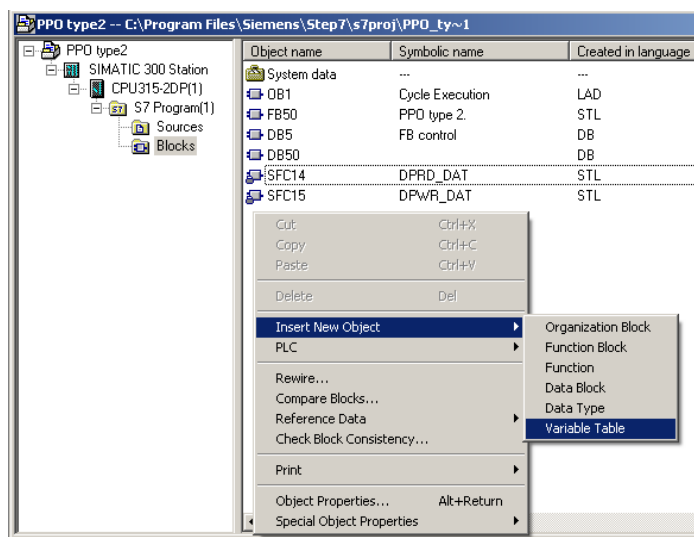 PPO type2 -- C:\Program Files\Siemens\Step7\s7proj\PPO_ty~1
PPO type2
SIMATIC 300 Station
CPU315-2DP(1)
S7 Program(1)
Sources
Blocks
Object name Symbolic name Created in language
System data --- ---
OB1 Cycle Execution LAD
FB50 PPO type 2. STL
DB5 FB control DB
DB50 DB
SFC14 DPRD_DAT STL
SFC15 DPWR_DAT STL
Cut Ctrl+X
Copy Ctrl+C
Paste Ctrl+V
Delete Del
Insert New Object
PLC
Rewire...
Compare Blocks...
Reference Data
Check Block Consistency...
Print
Object Properties... Alt+Return
Special Object Properties
Organization Block
Function Block
Function
Data Block
Data Type
Variable Table